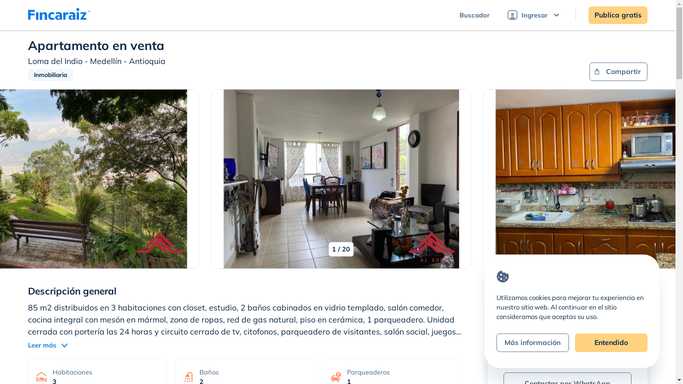 Fincaraiz
Buscador
Ingresar
Publica gratis
Apartamento en venta
Loma del Indio - Medellín - Antioquia
Inmobiliaria
Compartir
1 / 20
Descripción general
85 m2 distribuidos en 3 habitaciones con closet, estudio, 2 baños cabinados en vidrio templado, salón comedor,
cocina integral con mesón en mármol, zona de ropas, red de gas natural, piso en cerámica, 1 parqueadero. Unidad
cerrada con portería las 24 horas y circuito cerrado de tv, citofonos, parqueadero de visitantes, salón social, juegos...
Leer más
Habitaciones
3
Baños
2
Parqueaderos
1
Utilizamos cookies para mejorar tu experiencia en
nuestro sitio web. Al continuar en el sitio
consideramos que aceptas su uso.
Más información
Entendido
Contactar por WhatsApp